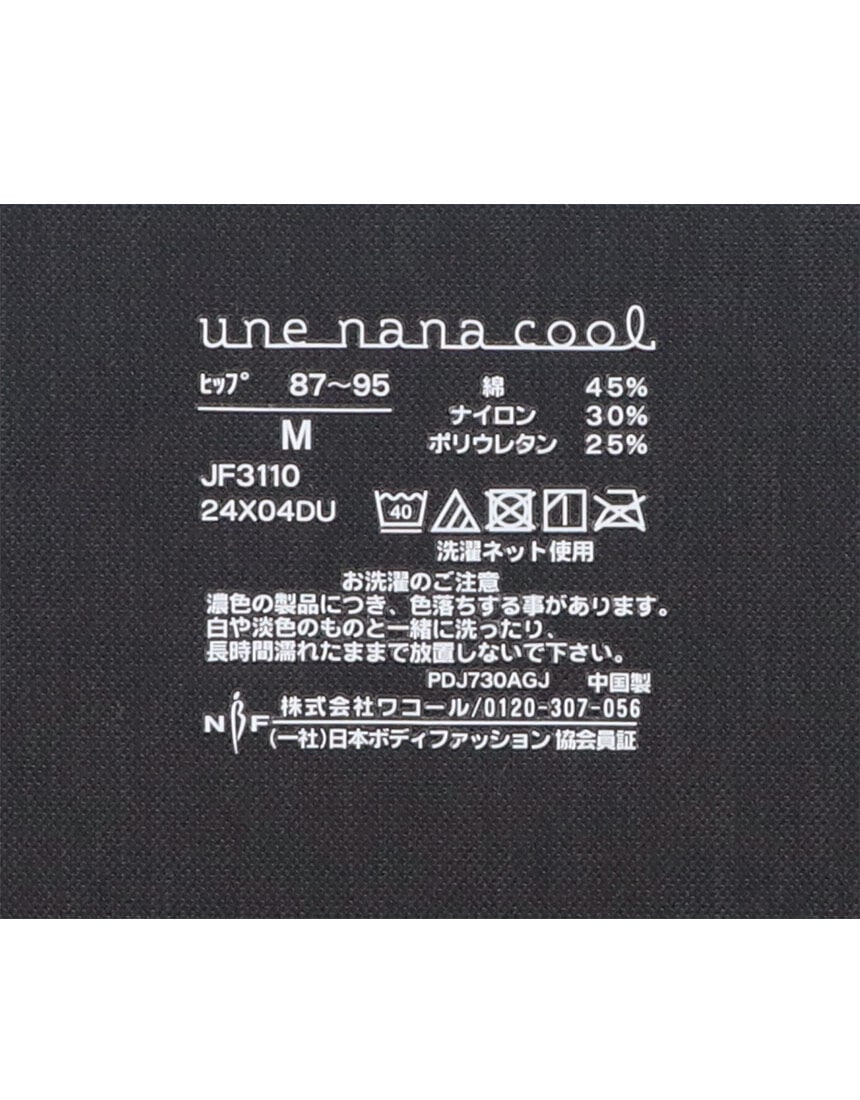 une nana cool
ﾋｯﾌﾟ 87〜95
M
綿 45%
ナイロン 30%
ポリウレタン 25%
JF3110
24X04DU
40
洗濯ネット使用
お洗濯のご注意
濃色の製品につき、色落ちする事があります。
白や淡色のものと一緒に洗ったり、
長時間濡れたままで放置しないで下さい。
PDJ730AGJ 中国製
NBF
株式会社ワコール/0120-307-056
(一社)日本ボディファッション協会員証